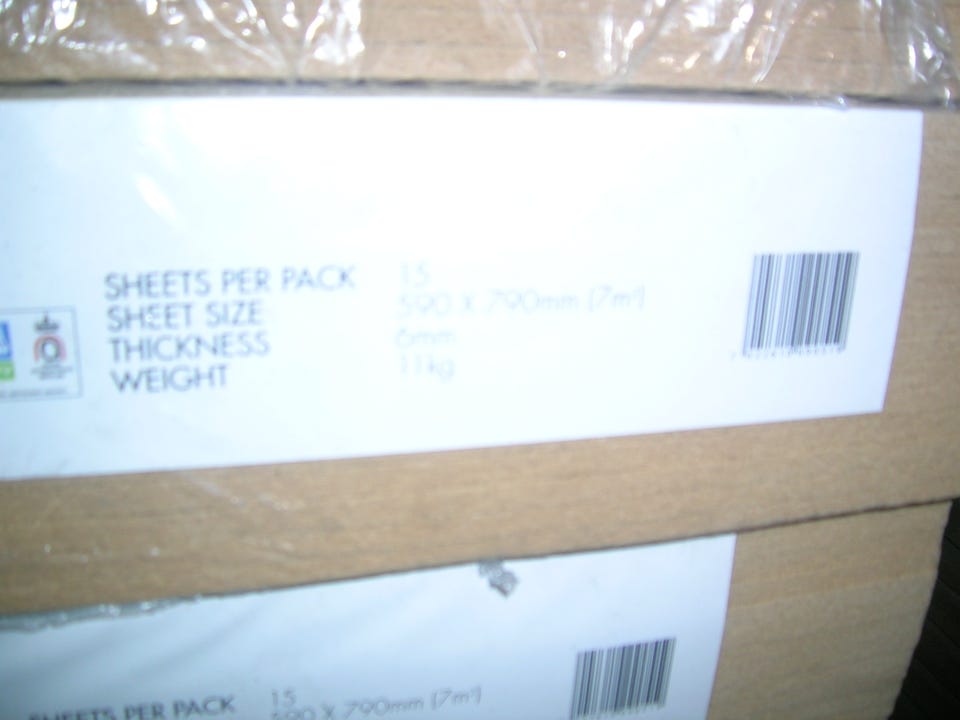 SHEETS PER PACK 15
SHEET SIZE 590 X 790mm (7m²)
THICKNESS 6mm
WEIGHT 11kg
SHEETS PER PACK 15
590 X 790mm (7m²)